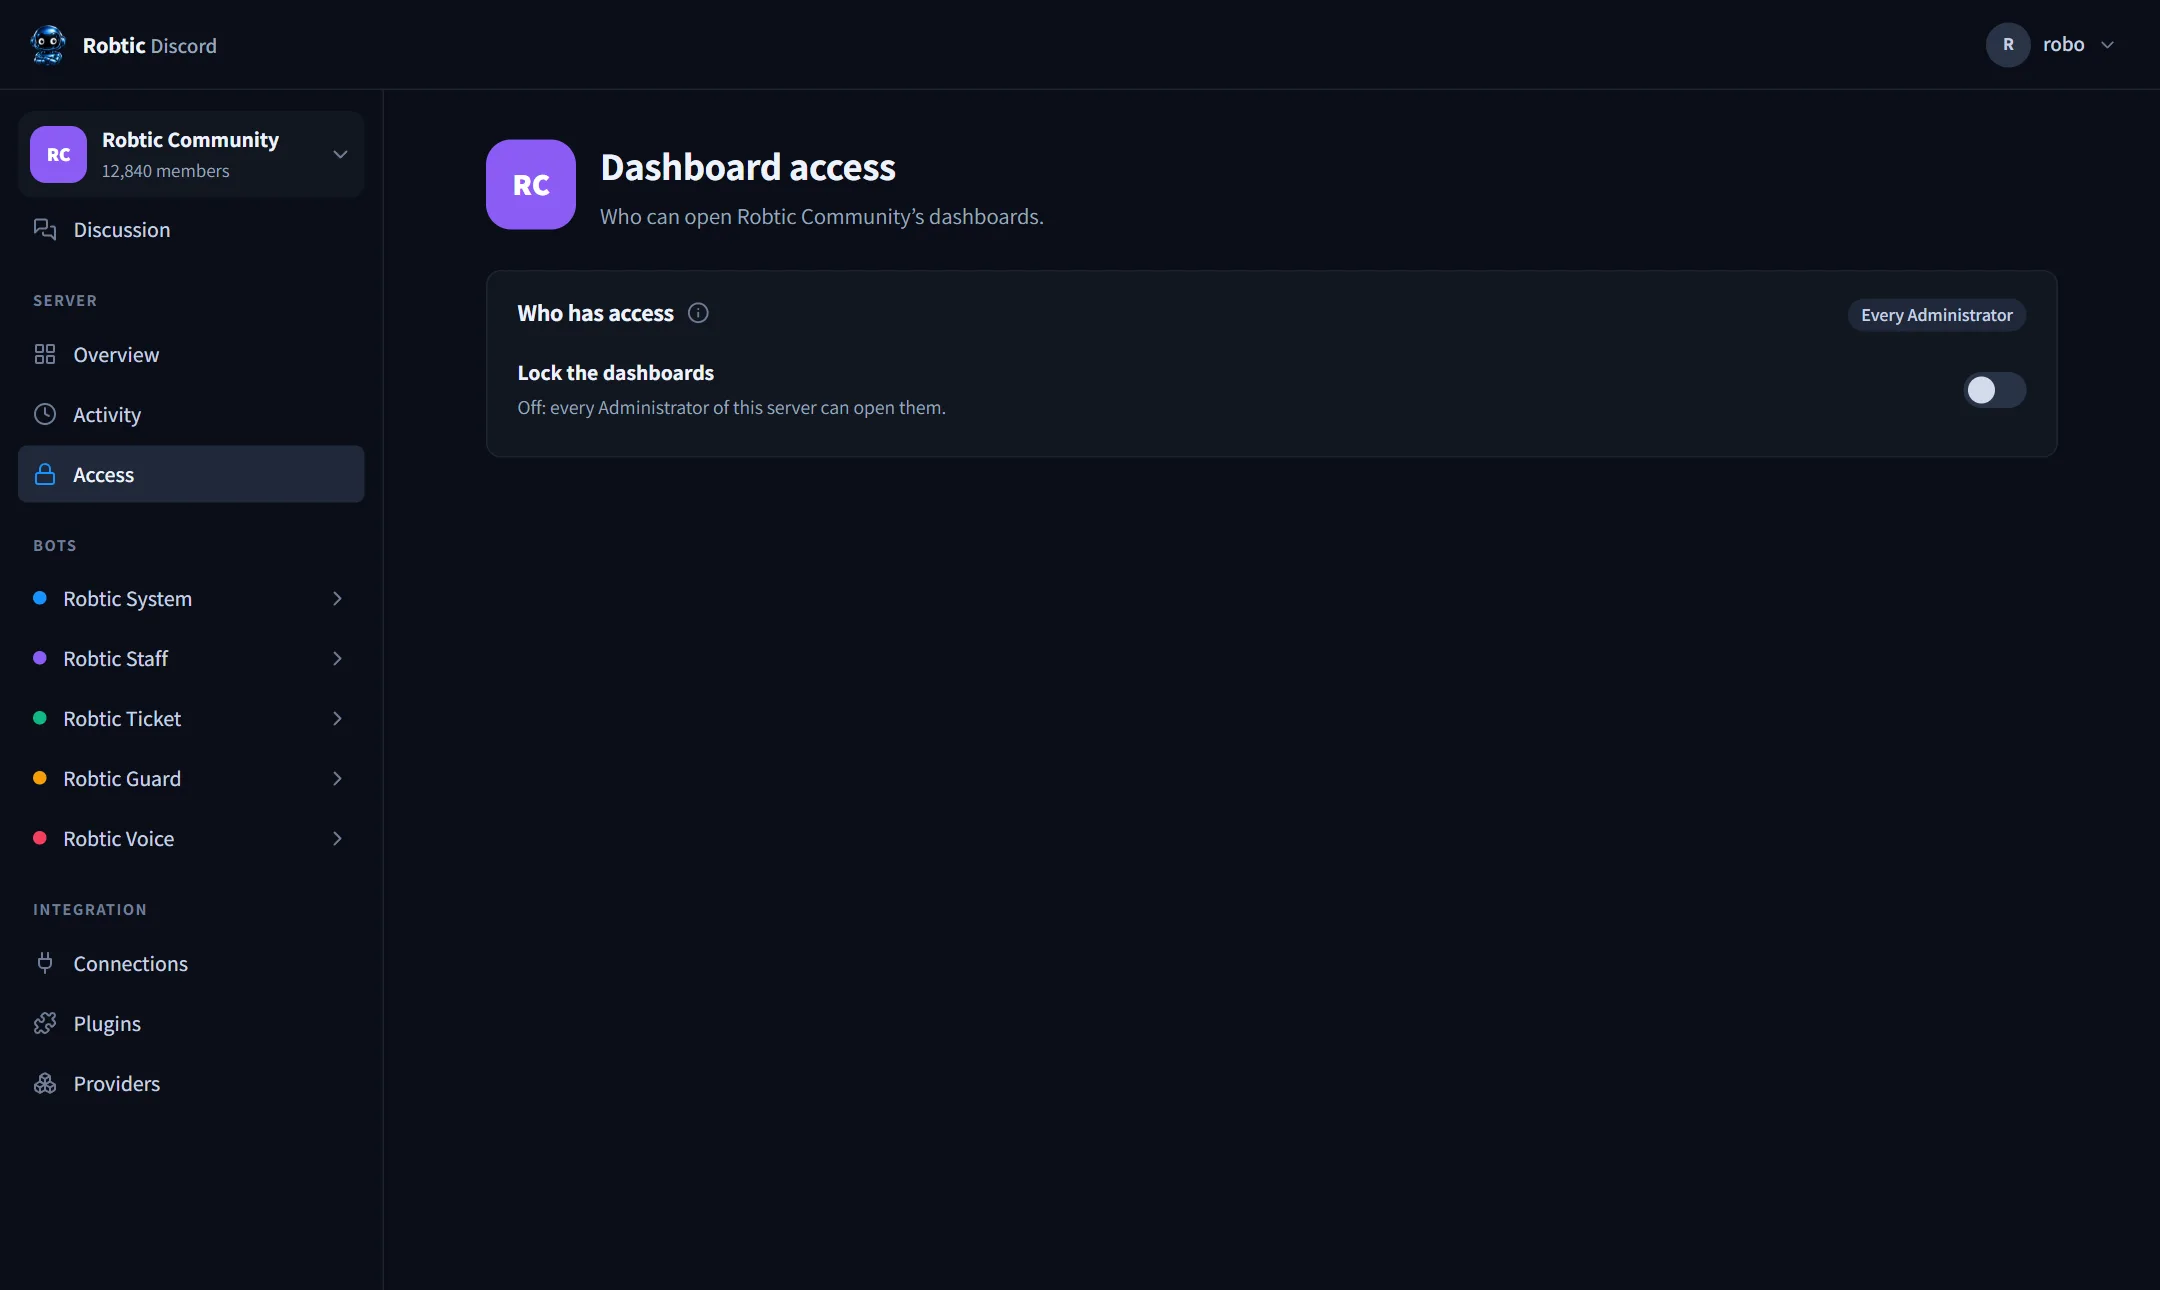 Robtic Discord
R
robo
RC
Robtic Community
12,840 members
Discussion
SERVER
Overview
Activity
Access
BOTS
Robtic System
Robtic Staff
Robtic Ticket
Robtic Guard
Robtic Voice
INTEGRATION
Connections
Plugins
Providers
RC
Dashboard access
Who can open Robtic Community’s dashboards.
Who has access
Every Administrator
Lock the dashboards
Off: every Administrator of this server can open them.